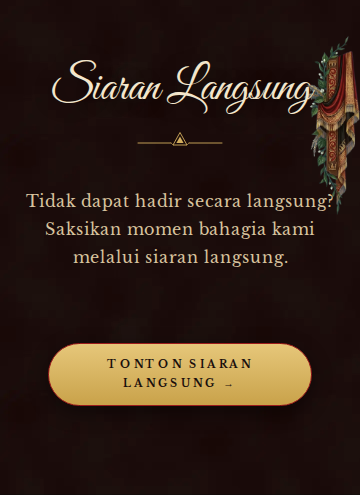 Siaran Langsung
Tidak dapat hadir secara langsung?
Saksikan momen bahagia kami
melalui siaran langsung.
TONTON SIARAN
LANGSUNG →